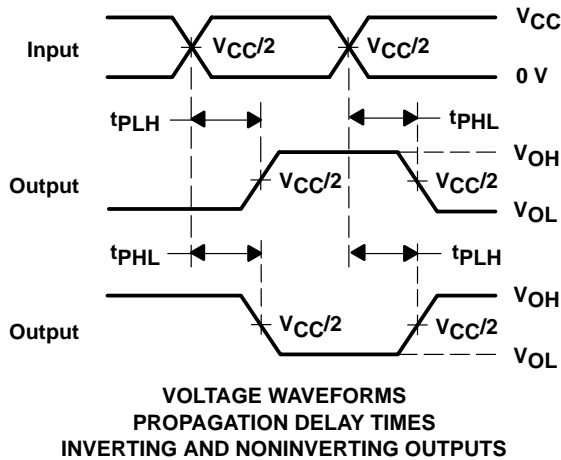 VCC
Input
VCC/2
VCC/2
0 V
tPLH
tPHL
VOH
Output
VCC/2
VCC/2
VOL
tPHL
tPLH
VOH
Output
VCC/2
VCC/2
VOL
VOLTAGE WAVEFORMS
PROPAGATION DELAY TIMES
INVERTING AND NONINVERTING OUTPUTS